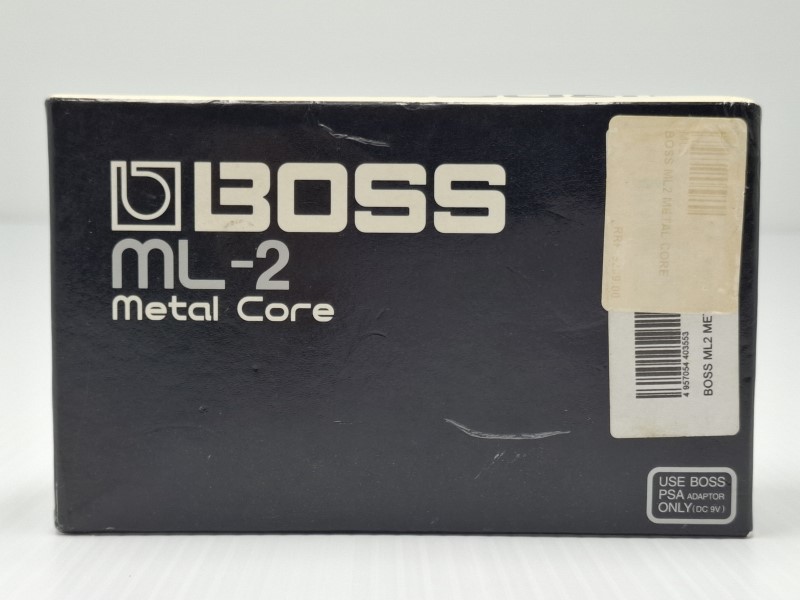 BOSS
ML-2
Metal Core
BOSS ML2 METAL CORE
4 957054 403553
BOSS ML2 MET
USE BOSS
PSA ADAPTOR
ONLY (DC 9V)